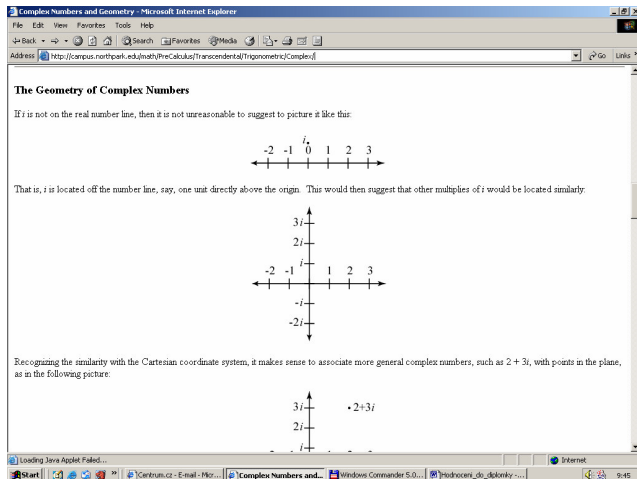 Complex Numbers and Geometry - Microsoft Internet Explorer
File Edit View Favorites Tools Help
Back Search Favorites Media
Address http://campus.northpark.edu/math/PreCalculus/Transcendental/Trigonometric/Complex/ Go Links »
The Geometry of Complex Numbers
If i is not on the real number line, then it is not unreasonable to suggest to picture it like this:
i
-2 -1 0 1 2 3
That is, i is located off the number line, say, one unit directly above the origin. This would then suggest that other multiplies of i would be located similarly:
3i
2i
i
-2 -1 1 2 3
-i
-2i
Recognizing the similarity with the Cartesian coordinate system, it makes sense to associate more general complex numbers, such as 2 + 3i, with points in the plane,
as in the following picture:
3i 2+3i
2i
i
Loading Java Applet Failed... Internet
Start » Centrum.cz - E-mail - Micr... Complex Numbers and... Windows Commander 5.0... Hodnoceni_do_diplomky -... 9:45